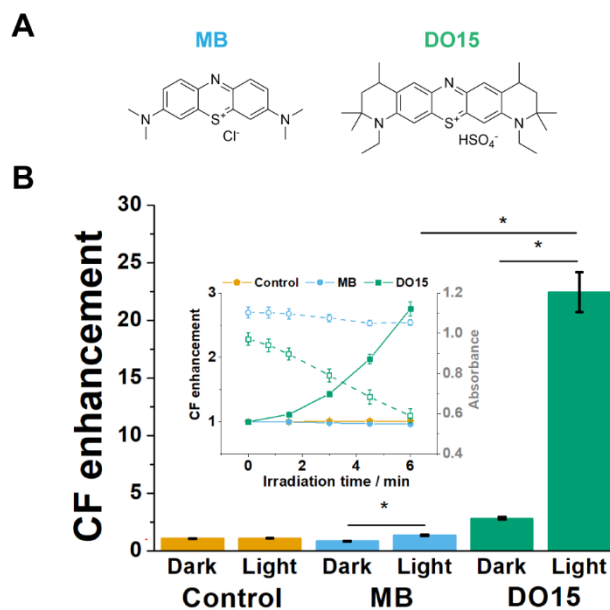 A
MB
DO15
N
N
S+
N
Cl-
N
N
S+
N
HSO4-
B
CF enhancement
30
25
20
15
10
5
0
Control
MB
DO15
CF enhancement
3
2
1
1.2
1.0
0.8
0.6
0.4
Absorbance
0
2
4
6
Irradiation time / min
*
*
*
Dark
Light
Dark
Light
Dark
Light
Control
MB
DO15